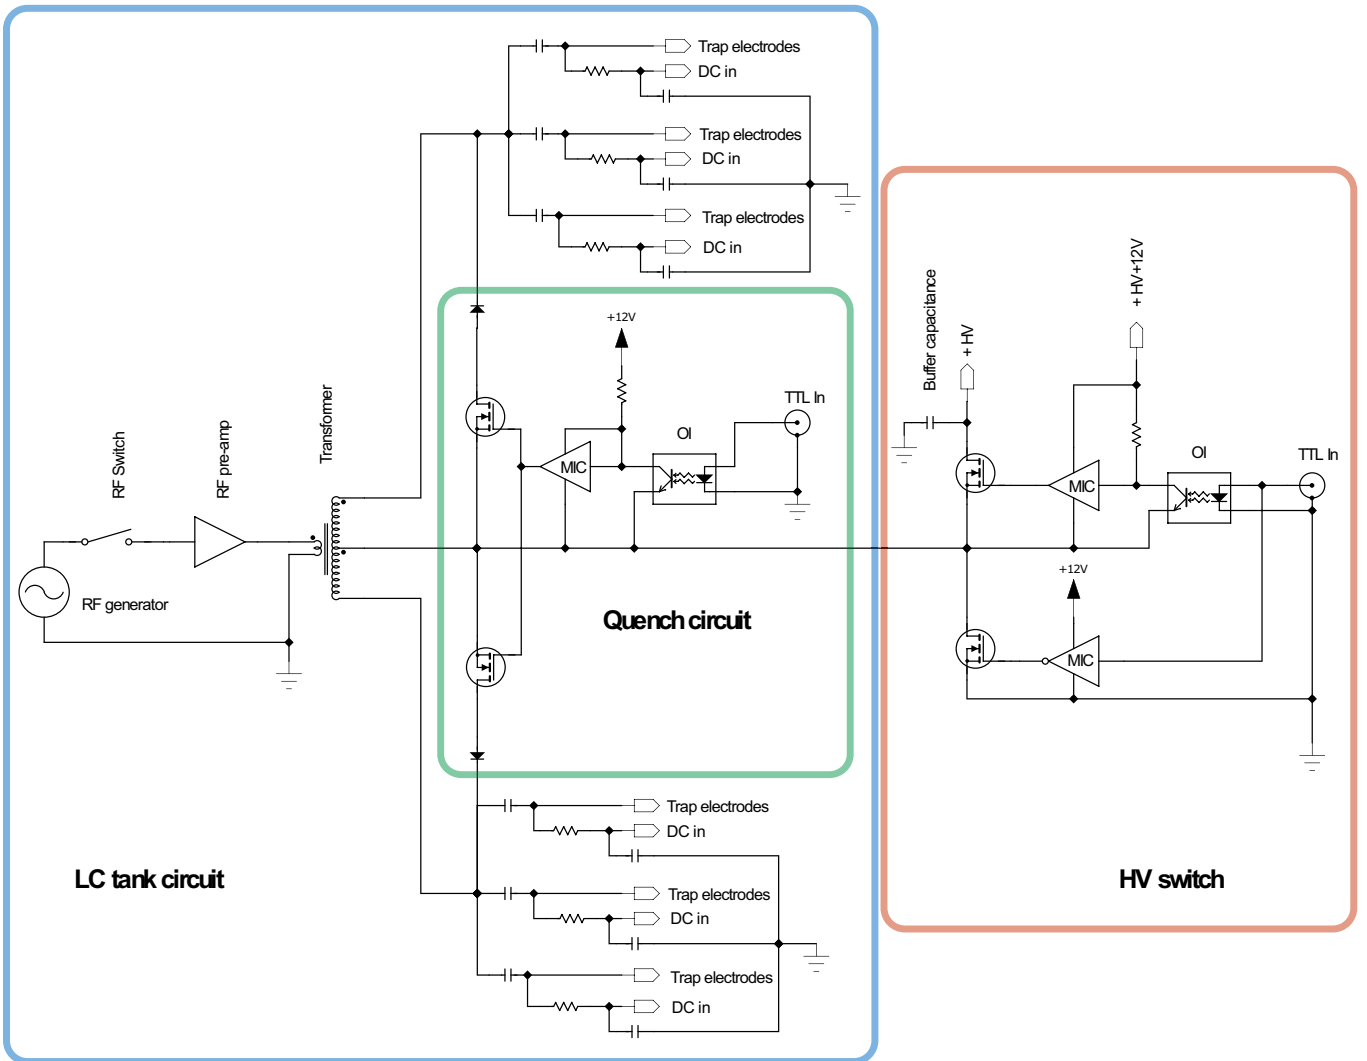 Trap electrodes
DC in
Trap electrodes
DC in
Trap electrodes
DC in
+12V
TTL In
OI
MIC
Quench circuit
Transformer
RF pre-amp
RF Switch
RF generator
LC tank circuit
Trap electrodes
DC in
Trap electrodes
DC in
Trap electrodes
DC in
Buffer capacitance
+ HV
+ HV+12V
OI
TTL In
MIC
+12V
MIC
HV switch